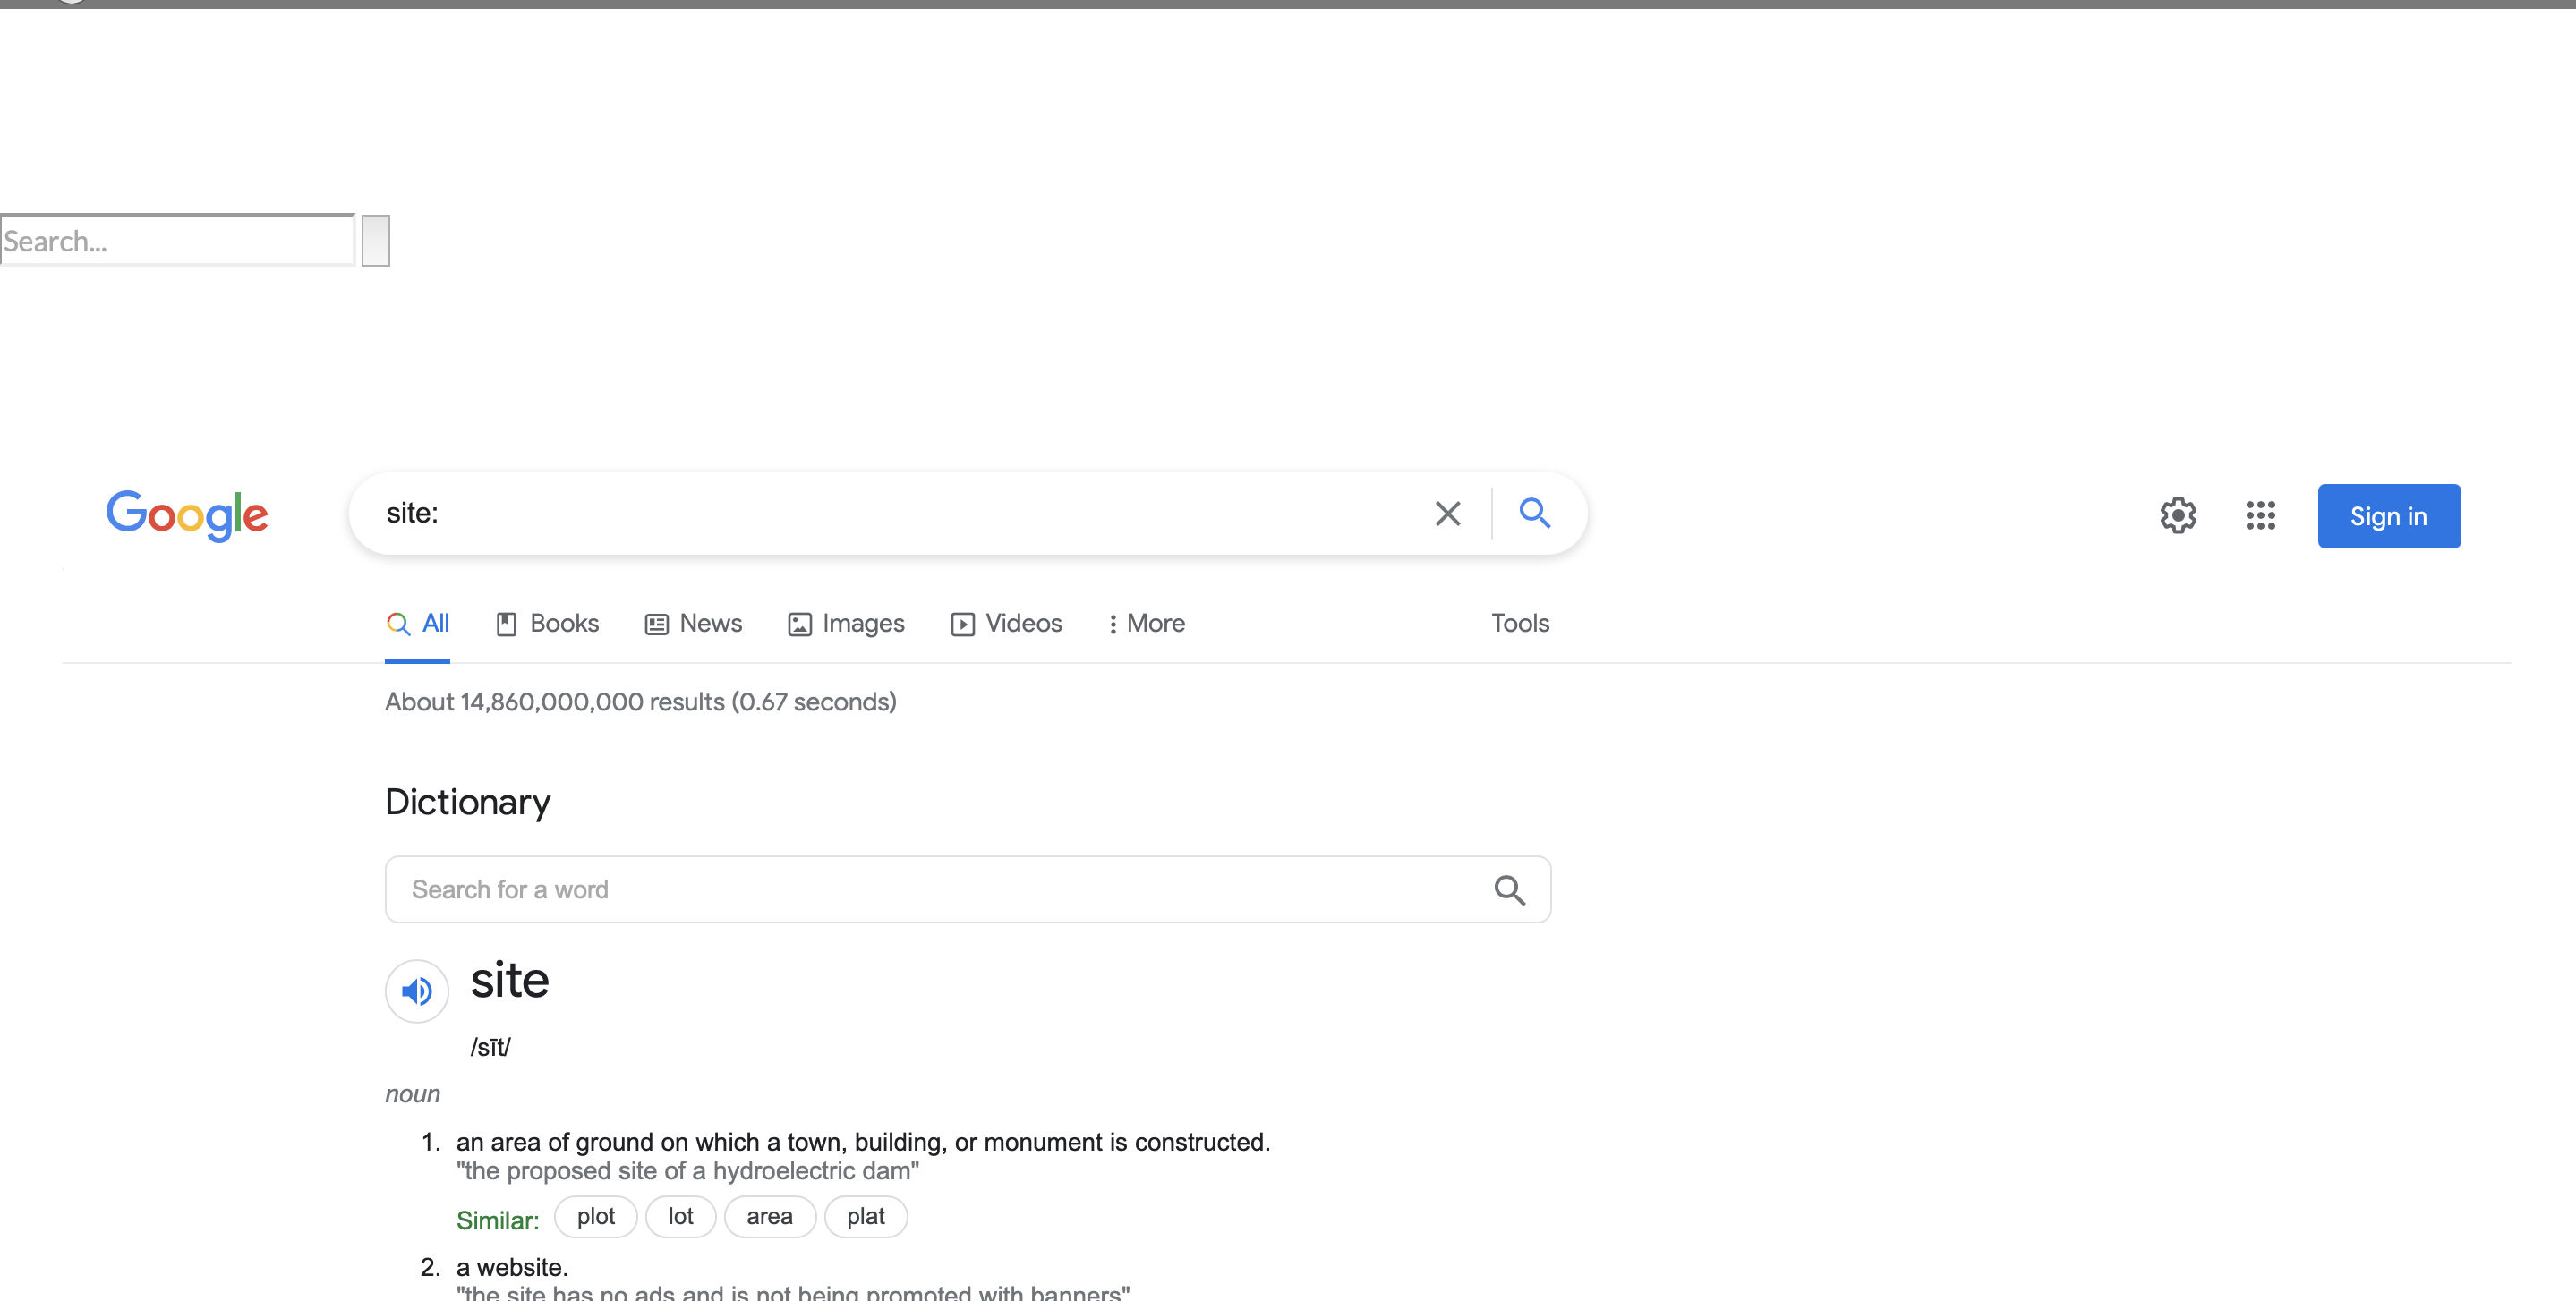 Search...
Google
site:
Sign in
All Books News Images Videos More Tools
About 14,860,000,000 results (0.67 seconds)
Dictionary
Search for a word
site
/sīt/
noun
1. an area of ground on which a town, building, or monument is constructed.
"the proposed site of a hydroelectric dam"
Similar: plot lot area plat
2. a website.
"the site has no ads and is not being promoted with banners"